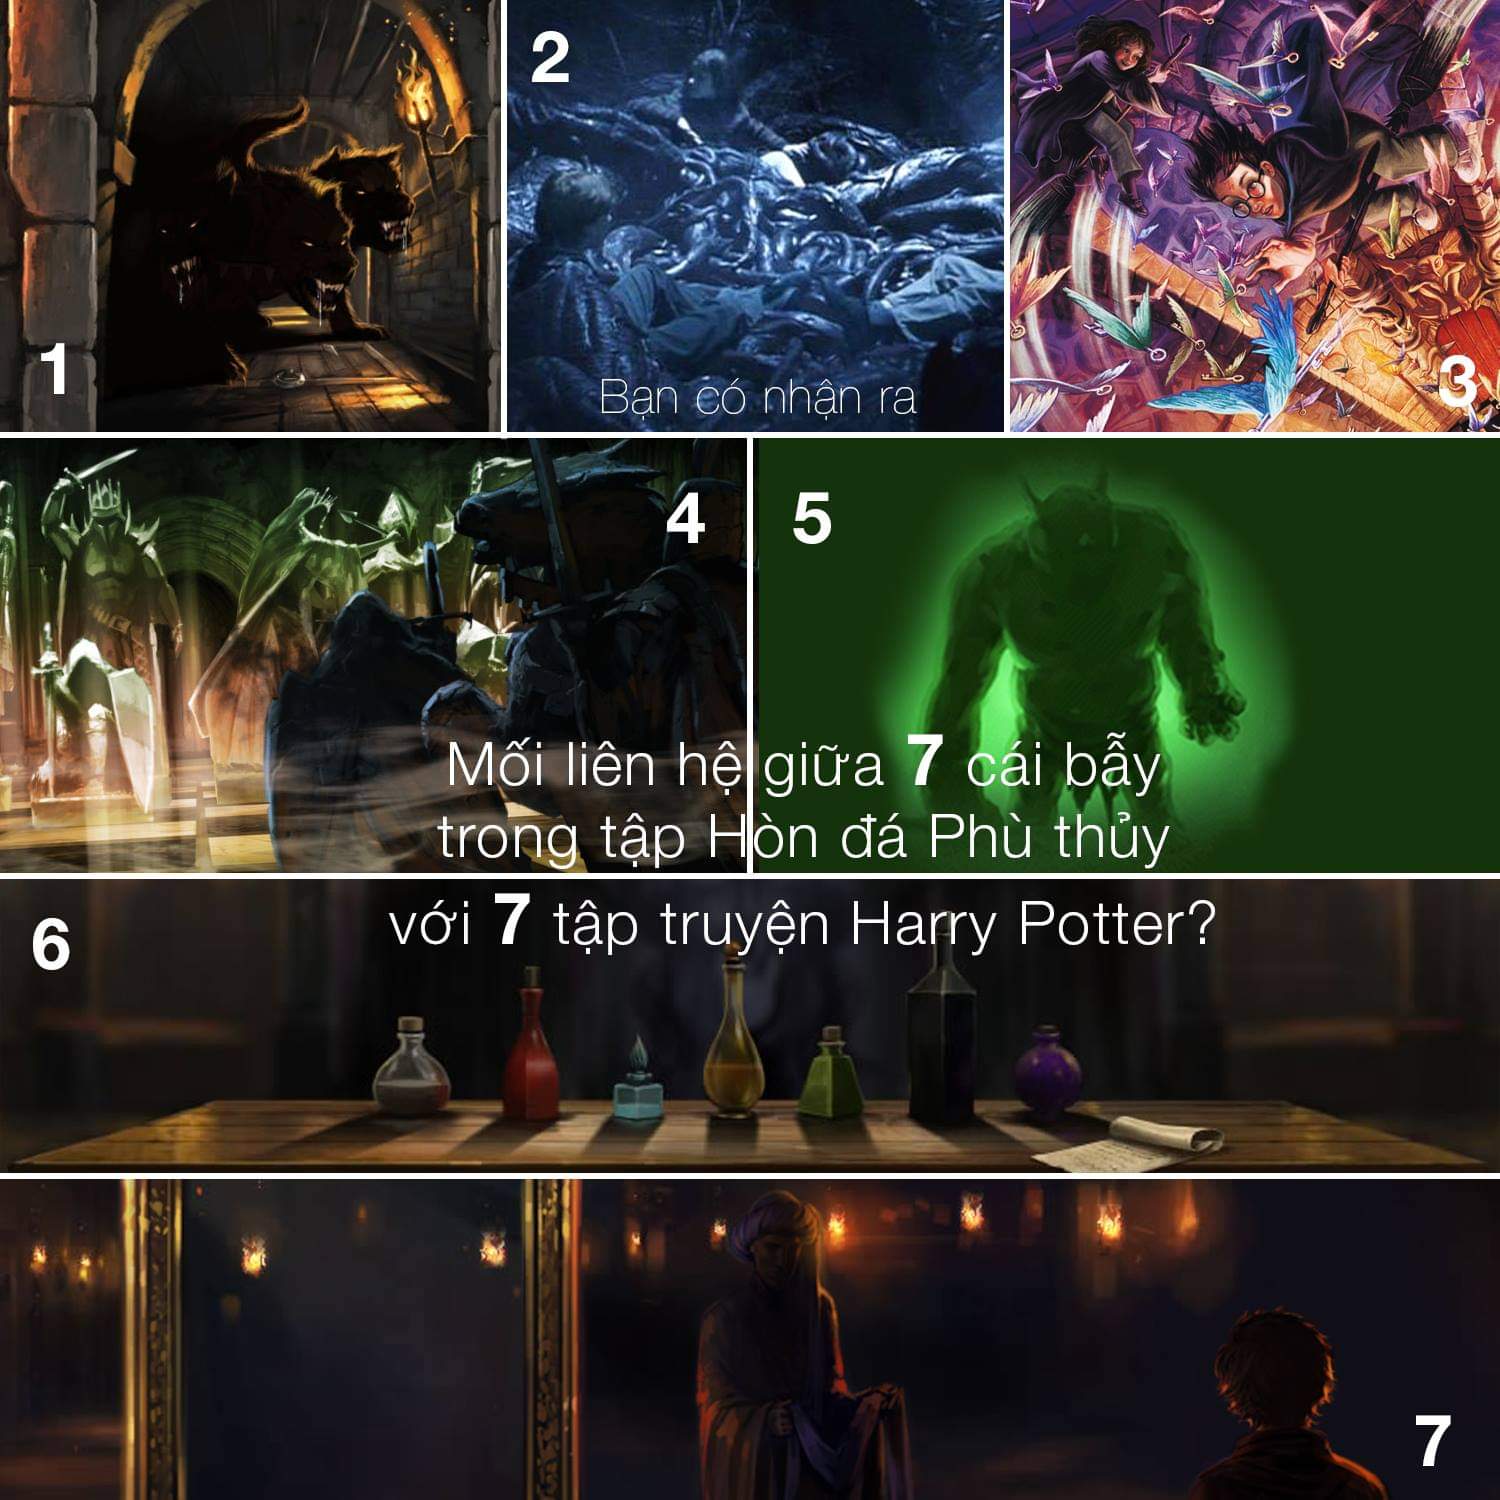 1
2
Bạn có nhận ra
3
4
5
Mối liên hệ giữa 7 cái bẫy
trong tập Hòn đá Phù thủy
với 7 tập truyện Harry Potter?
6
7